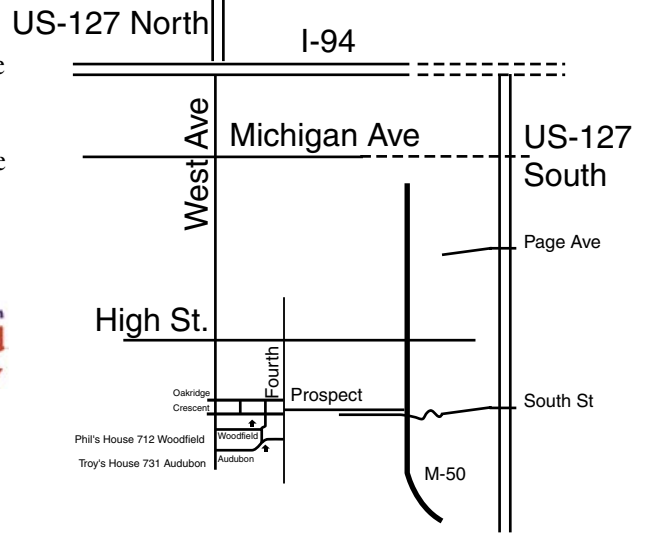 US-127 North
I-94
e
West Ave
Michigan Ave
US-127
South
e
Page Ave
High St.
Fourth
Oakridge
Prospect
Crescent
South St
Woodfield
Phil's House 712 Woodfield
Audubon
Troy's House 731 Audubon
M-50